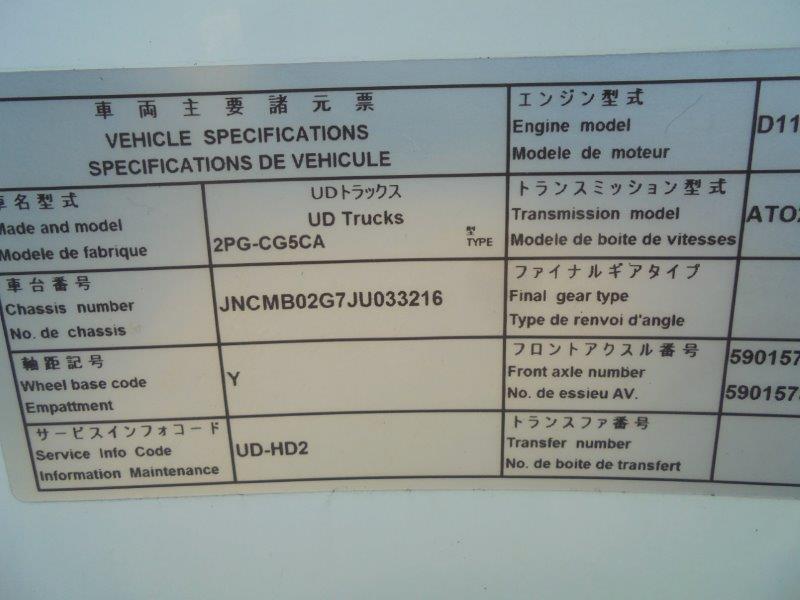 車両主要諸元票
VEHICLE SPECIFICATIONS
SPECIFICATIONS DE VEHICULE
車名型式
Made and model
Modele de fabrique
UDトラックス
UD Trucks
2PG-CG5CA
型
TYPE
車台番号
Chassis number
No. de chassis
JNCMB02G7JU033216
軸距記号
Wheel base code
Empattment
Y
サービスインフォコード
Service Info Code
Information Maintenance
UD-HD2
エンジン型式
Engine model
Modele de moteur
D11
トランスミッション型式
Transmission model
Modele de boite de vitesses
ATO
ファイナルギアタイプ
Final gear type
Type de renvoi d'angle
フロントアクスル番号
Front axle number
No. de essieu AV.
590157
590157
トランスファ番号
Transfer number
No. de boite de transfert